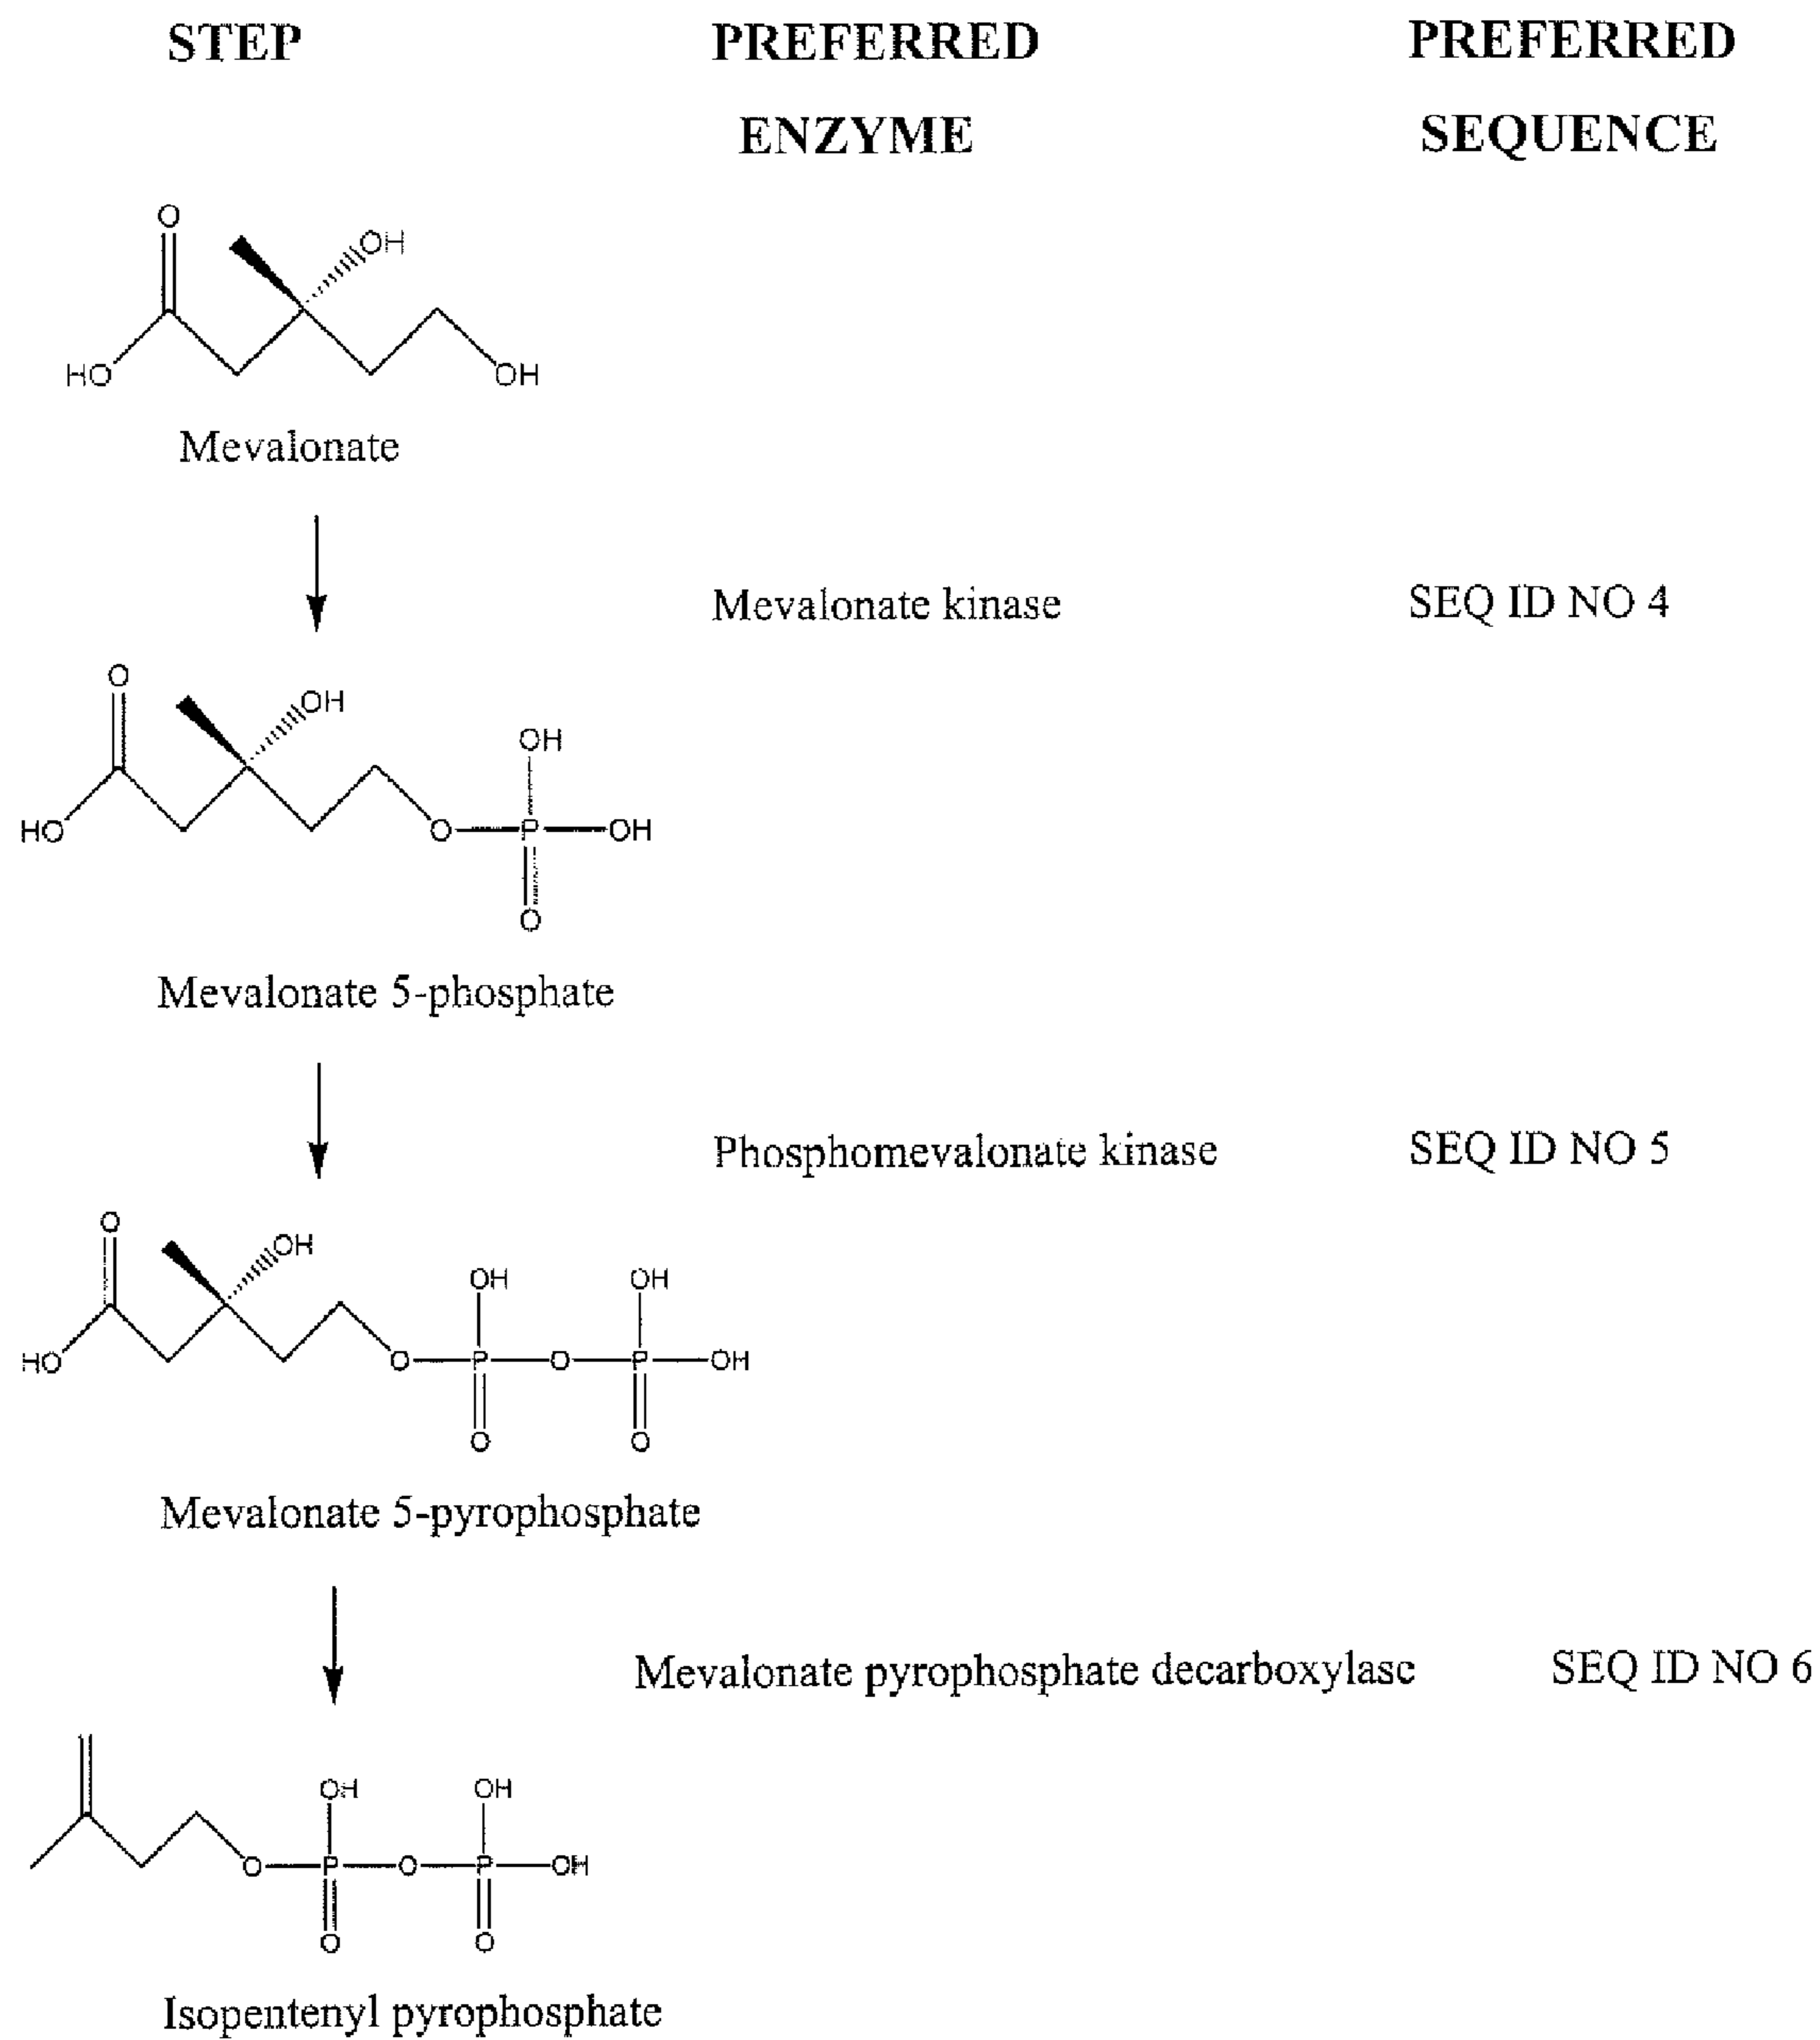 STEP PREFERRED PREFERRED
ENZYME SEQUENCE
O
OH
HO OH
Mevalonate
Mevalonate kinase SEQ ID NO 4
O
OH
OH
HO O P OH
O
Mevalonate 5-phosphate
Phosphomevalonate kinase SEQ ID NO 5
O
OH
OH OH
HO O P O P OH
O O
Mevalonate 5-pyrophosphate
Mevalonate pyrophosphate decarboxylase SEQ ID NO 6
OH OH
O P O P OH
O O
Isopentenyl pyrophosphate